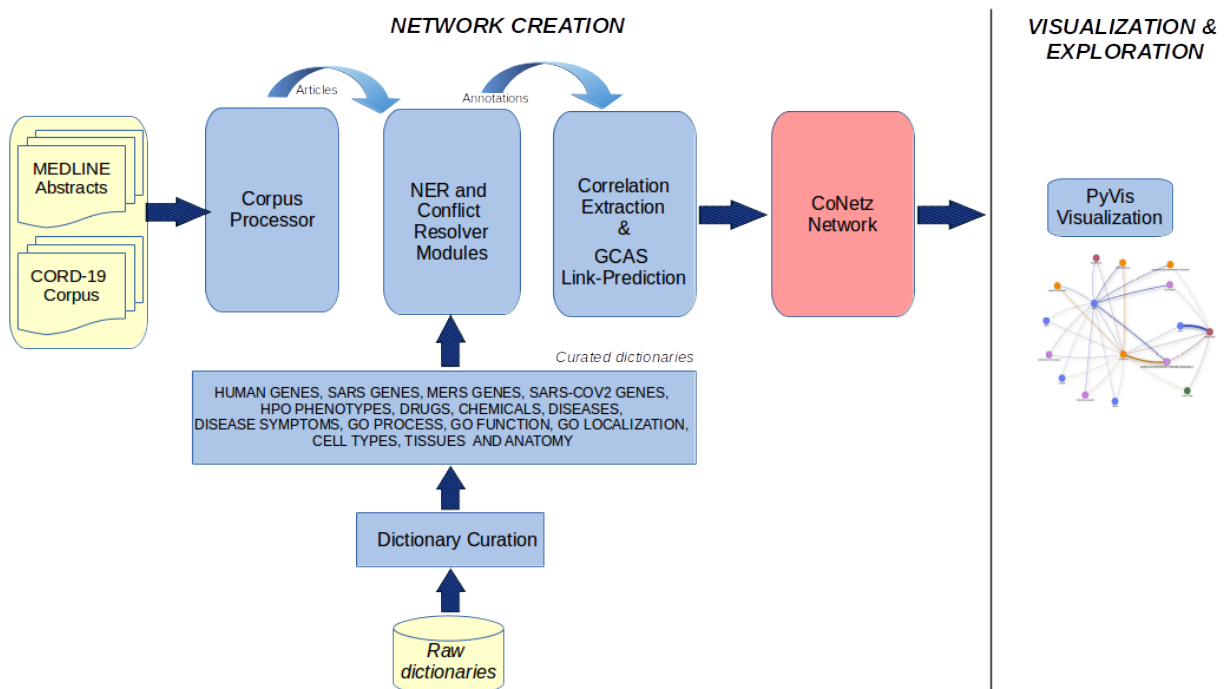 NETWORK CREATION
VISUALIZATION &
EXPLORATION
Articles
Annotations
MEDLINE
Abstracts
CORD-19
Corpus
Corpus
Processor
NER and
Conflict
Resolver
Modules
Correlation
Extraction
&
GCAS
Link-Prediction
CoNetz
Network
PyVis
Visualization
Curated dictionaries
HUMAN GENES, SARS GENES, MERS GENES, SARS-COV2 GENES,
HPO PHENOTYPES, DRUGS, CHEMICALS, DISEASES,
DISEASE SYMPTOMS, GO PROCESS, GO FUNCTION, GO LOCALIZATION,
CELL TYPES, TISSUES AND ANATOMY
Dictionary Curation
Raw
dictionaries